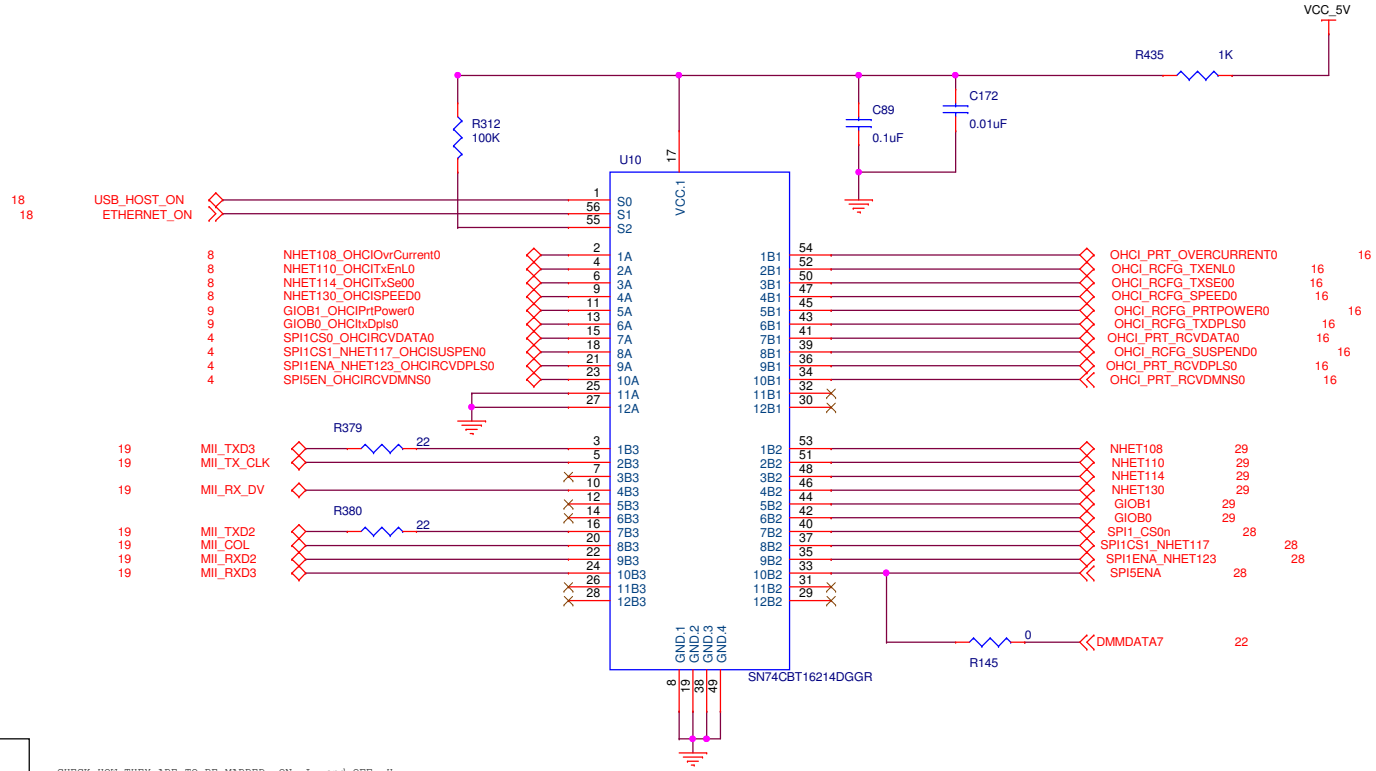 VCC_5V
R435 1K
R312
100K
C89
0.1uF
C172
0.01uF
U10
17
VCC.1
18 USB_HOST_ON 1 S0
18 ETHERNET_ON 56 S1
55 S2
8 NHET108_OHCIOvrCurrent0 2 1A 1B1 54 OHCI_PRT_OVERCURRENT0 16
8 NHET110_OHCITxEnL0 4 2A 2B1 52 OHCI_RCFG_TXENL0 16
8 NHET114_OHCITxSe00 6 3A 3B1 50 OHCI_RCFG_TXSE00 16
8 NHET130_OHCISPEED0 9 4A 4B1 47 OHCI_RCFG_SPEED0 16
9 GIOB1_OHCIPrtPower0 11 5A 5B1 45 OHCI_RCFG_PRTPOWER0 16
9 GIOB0_OHCItxDpls0 13 6A 6B1 43 OHCI_RCFG_TXDPLS0 16
4 SPI1CS0_OHCIRCVDATA0 15 7A 7B1 41 OHCI_PRT_RCVDATA0 16
4 SPI1CS1_NHET117_OHCISUSPEN0 18 8A 8B1 39 OHCI_RCFG_SUSPEND0 16
4 SPI1ENA_NHET123_OHCIRCVDPLS0 21 9A 9B1 36 OHCI_PRT_RCVDPLS0 16
4 SPI5EN_OHCIRCVDMNS0 23 10A 10B1 34 OHCI_PRT_RCVDMNS0 16
25 11A 11B1 32
27 12A 12B1 30
R379 22
19 MII_TXD3 3 1B3 1B2 53 NHET108 29
19 MII_TX_CLK 5 2B3 2B2 51 NHET110 29
7 3B3 3B2 48 NHET114 29
19 MII_RX_DV 10 4B3 4B2 46 NHET130 29
12 5B3 5B2 44 GIOB1 29
R380 22
14 6B3 6B2 42 GIOB0 29
19 MII_TXD2 16 7B3 7B2 40 SPI1_CS0n 28
19 MII_COL 20 8B3 8B2 37 SPI1CS1_NHET117 28
19 MII_RXD2 22 9B3 9B2 35 SPI1ENA_NHET123 28
19 MII_RXD3 24 10B3 10B2 33 SPI5ENA 28
26 11B3 11B2 31
28 12B3 12B2 29
R145 0 DMMDATA7 22
GND.1 GND.2 GND.3 GND.4
8 19 38 49
SN74CBT16214DGGR